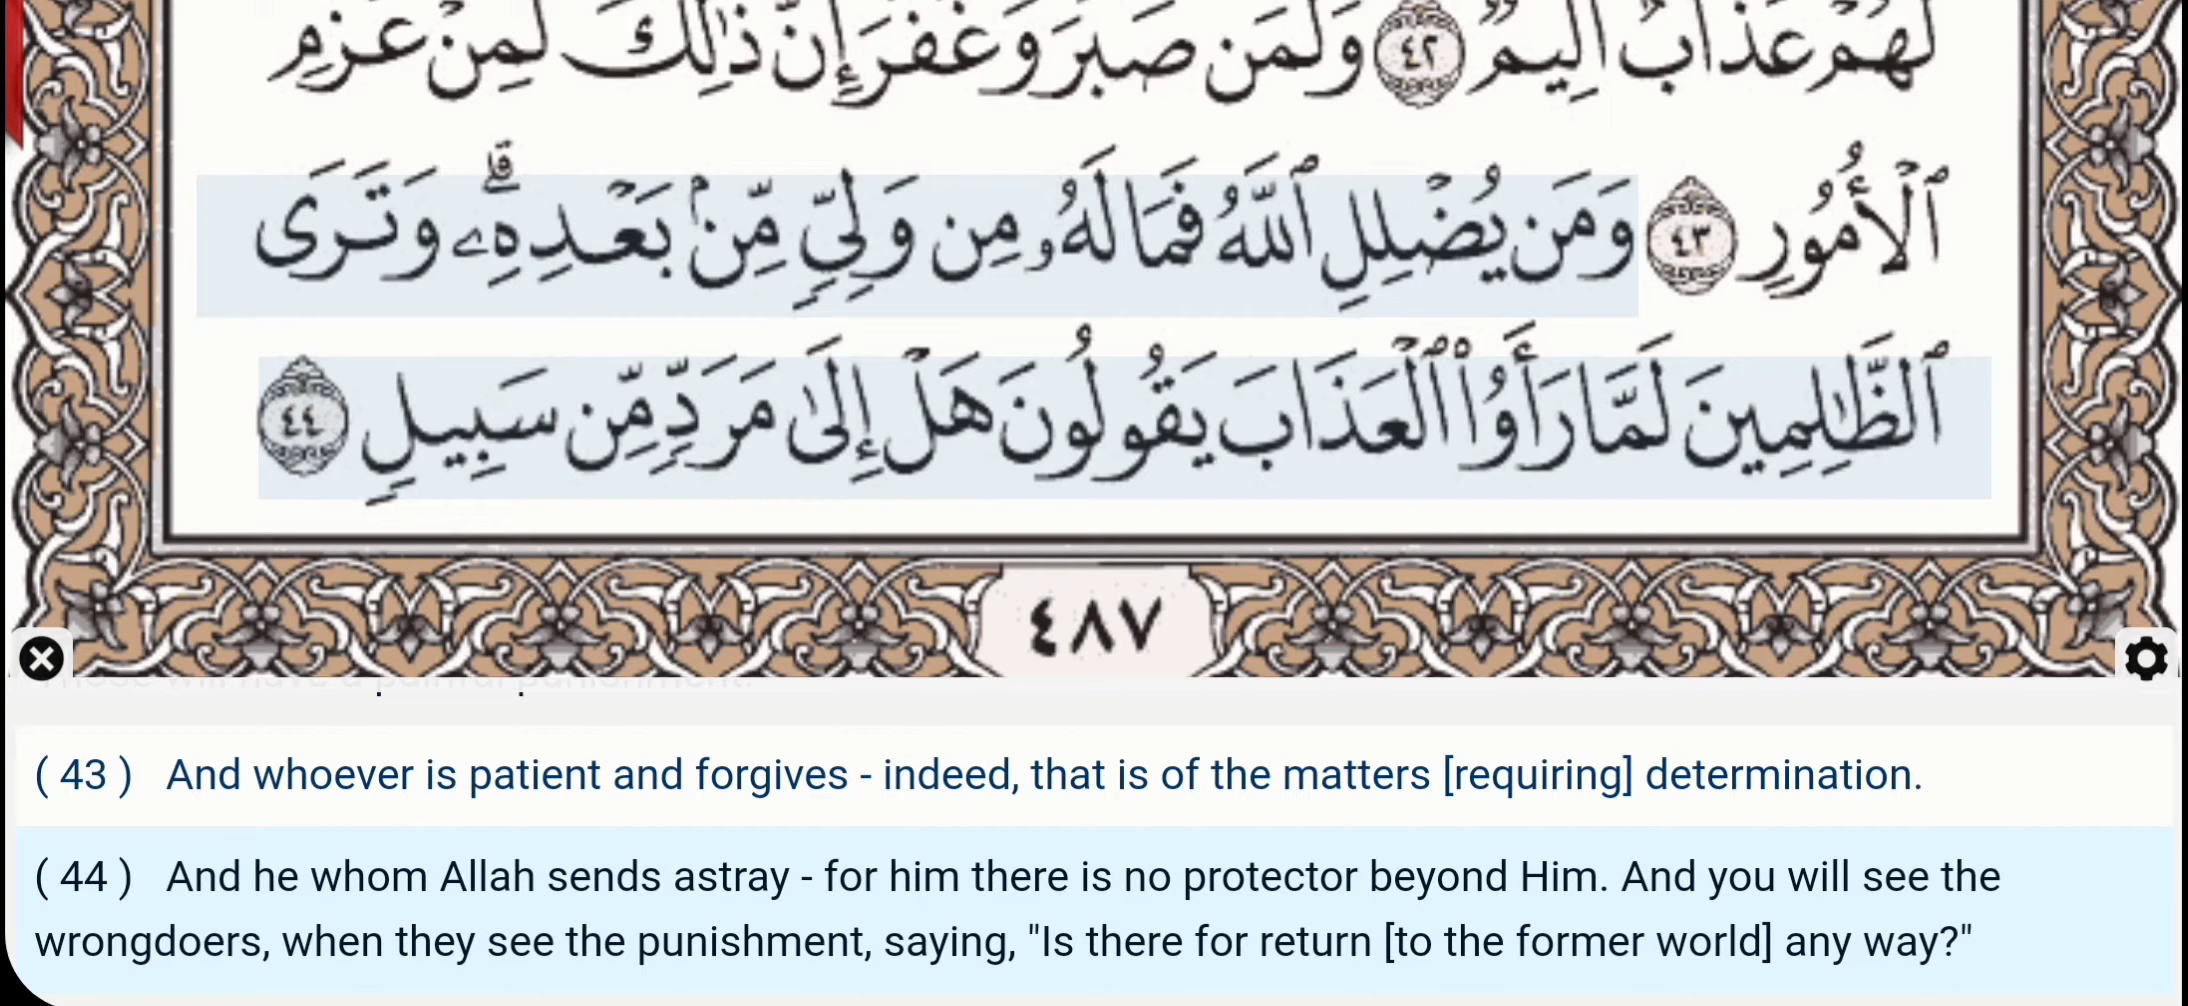 لَهُمْ عَذَابٌ أَلِيمٌ ٤٢ وَلَمَن صَبَرَ وَغَفَرَ إِنَّ ذَٰلِكَ لَمِنْ عَزْمِ
ٱلْأُمُورِ ٤٣ وَمَن يُضْلِلِ ٱللَّهُ فَمَا لَهُۥ مِن وَلِيٍّ مِّنۢ بَعْدِهِۦۗ وَتَرَى
ٱلظَّٰلِمِينَ لَمَّا رَأَوُا۟ ٱلْعَذَابَ يَقُولُونَ هَلْ إِلَىٰ مَرَدٍّ مِّن سَبِيلٍ ٤٤
٤٨٧
( 43 ) And whoever is patient and forgives - indeed, that is of the matters [requiring] determination.
( 44 ) And he whom Allah sends astray - for him there is no protector beyond Him. And you will see the
wrongdoers, when they see the punishment, saying, "Is there for return [to the former world] any way?"